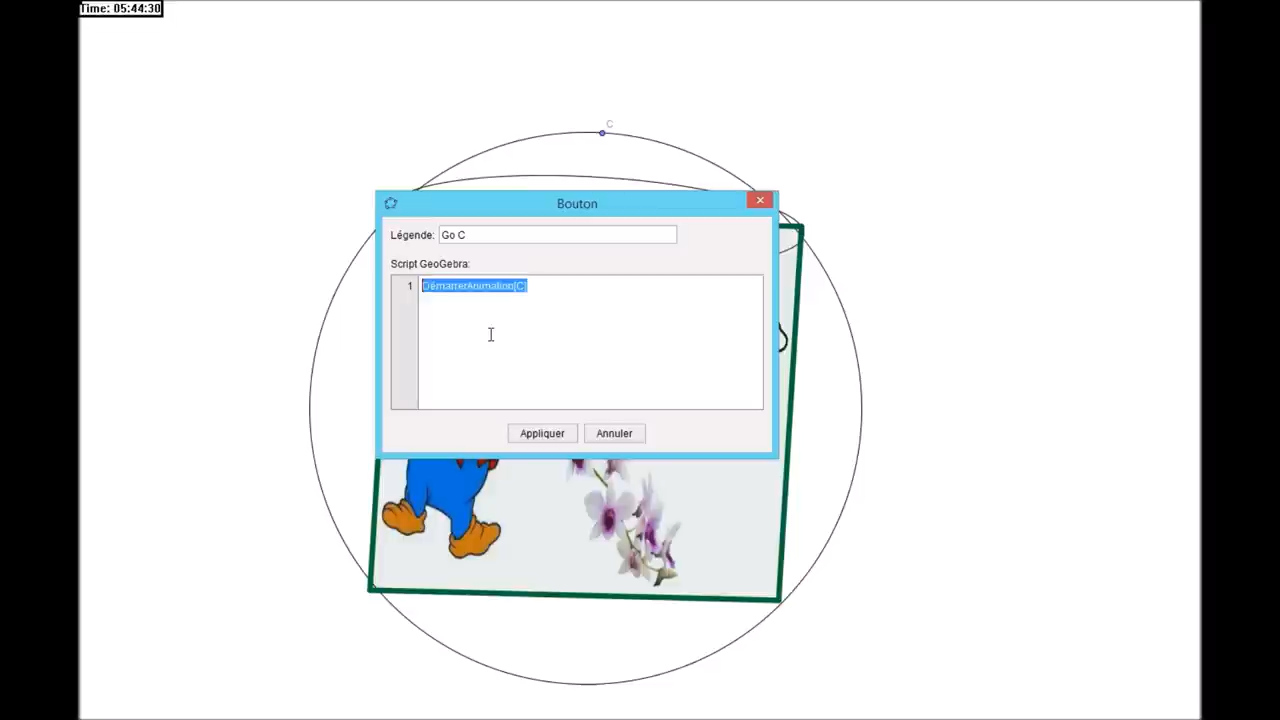 Time: 05:44:30
C
Bouton
Légende: Go C
Script GeoGebra:
1 DémarrerAnimation[C]
Appliquer Annuler